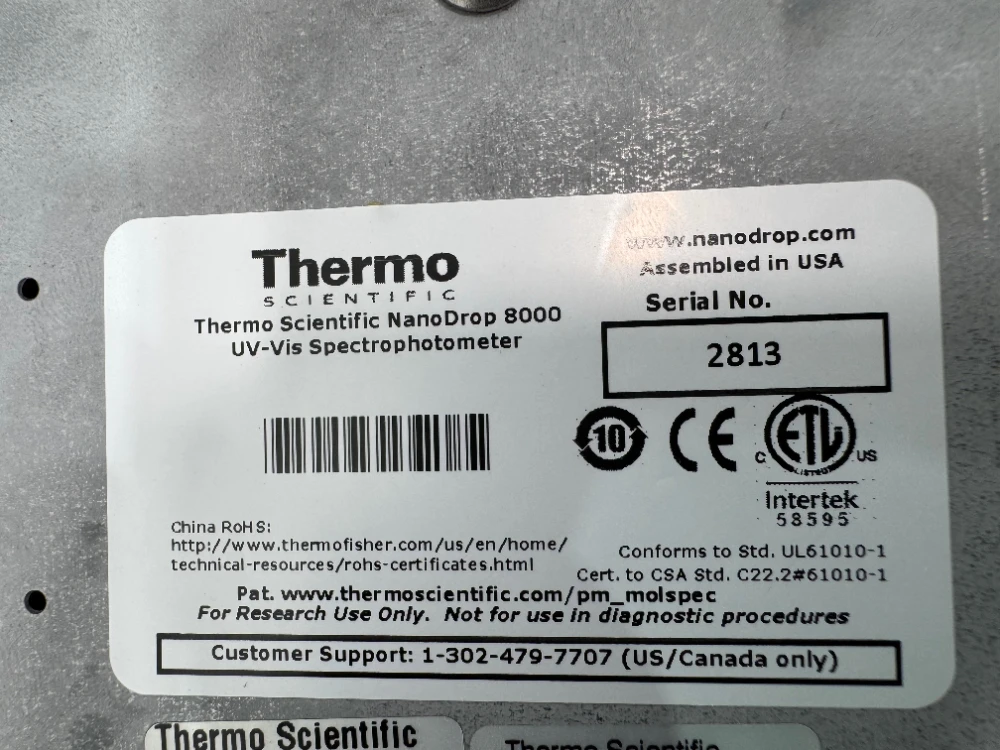 Thermo
SCIENTIFIC
Thermo Scientific NanoDrop 8000
UV-Vis Spectrophotometer
www.nanodrop.com
Assembled in USA
Serial No.
2813
10
CE
ETL
LISTED
C
US
Intertek
58595
China RoHS:
http://www.thermofisher.com/us/en/home/
technical-resources/rohs-certificates.html
Conforms to Std. UL61010-1
Cert. to CSA Std. C22.2#61010-1
Pat. www.thermoscientific.com/pm_molspec
For Research Use Only. Not for use in diagnostic procedures
Customer Support: 1-302-479-7707 (US/Canada only)
Thermo Scientific
Thermo Scientific